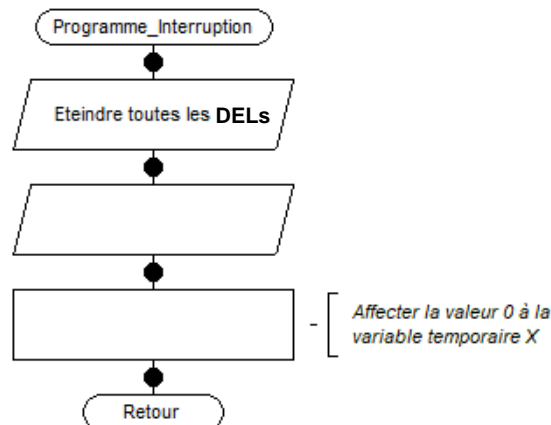 Programme_Interruption
Eteindre toutes les DELs
Affecter la valeur 0 à la
variable temporaire X
Retour